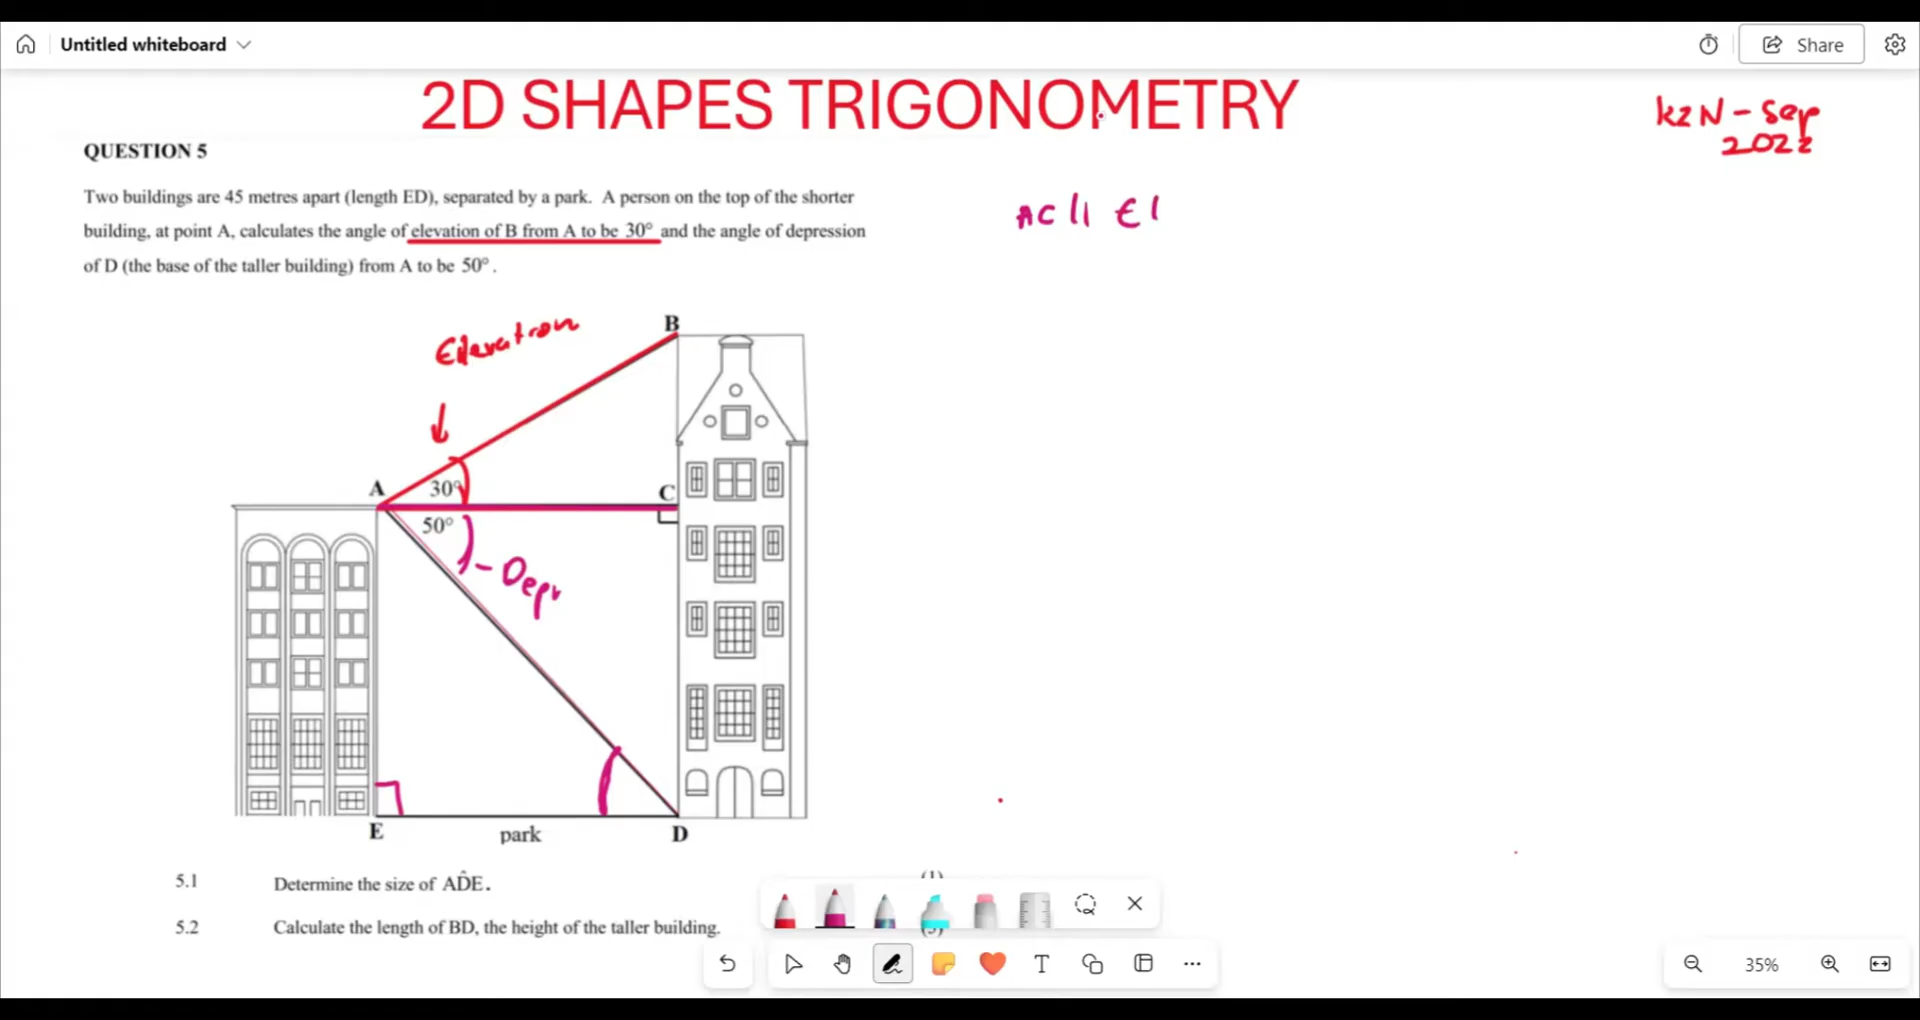 Untitled whiteboard
Share
2D SHAPES TRIGONOMETRY
kzN - Sep
2022
QUESTION 5
Two buildings are 45 metres apart (length ED), separated by a park. A person on the top of the shorter
building, at point A, calculates the angle of elevation of B from A to be 30° and the angle of depression
of D (the base of the taller building) from A to be 50°.
AC || E
Elevation
B
A
30°
C
50°
- Depr
E
park
D
5.1 Determine the size of AD̂E.
(1)
5.2 Calculate the length of BD, the height of the taller building.
35%